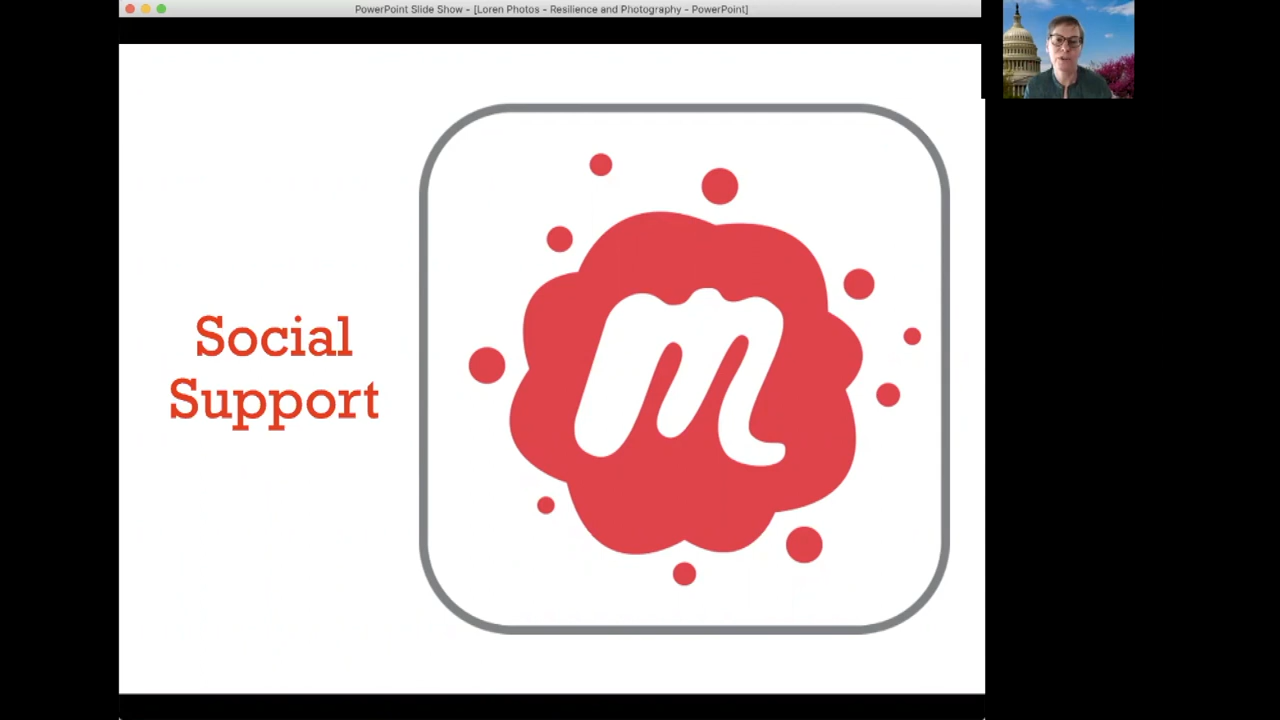 PowerPoint Slide Show - [Loren Photos - Resilience and Photography - PowerPoint]
Social
Support
m